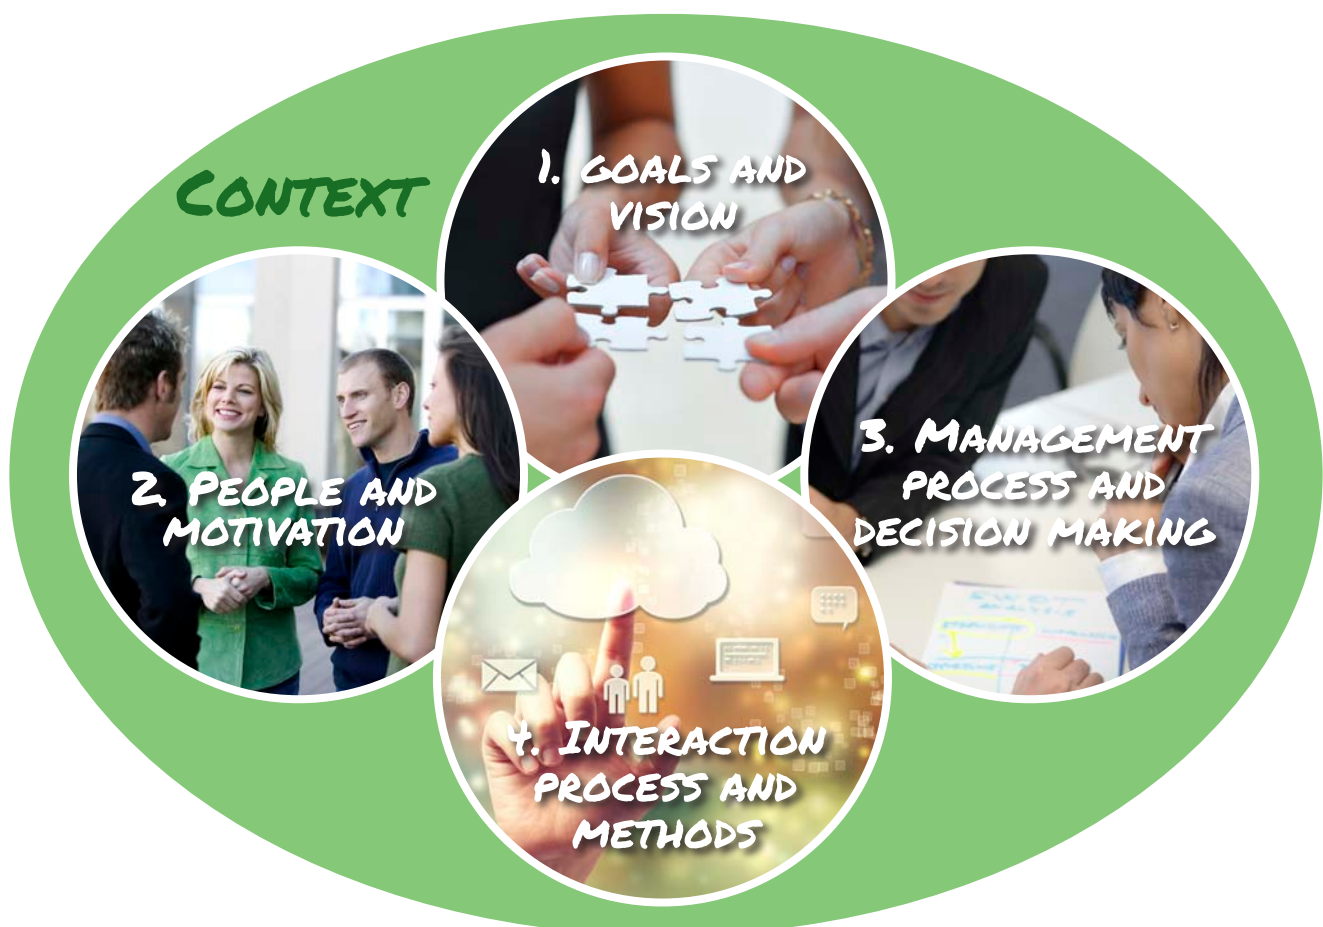 CONTEXT
1. GOALS AND
VISION
2. PEOPLE AND
MOTIVATION
3. MANAGEMENT
PROCESS AND
DECISION MAKING
4. INTERACTION
PROCESS AND
METHODS